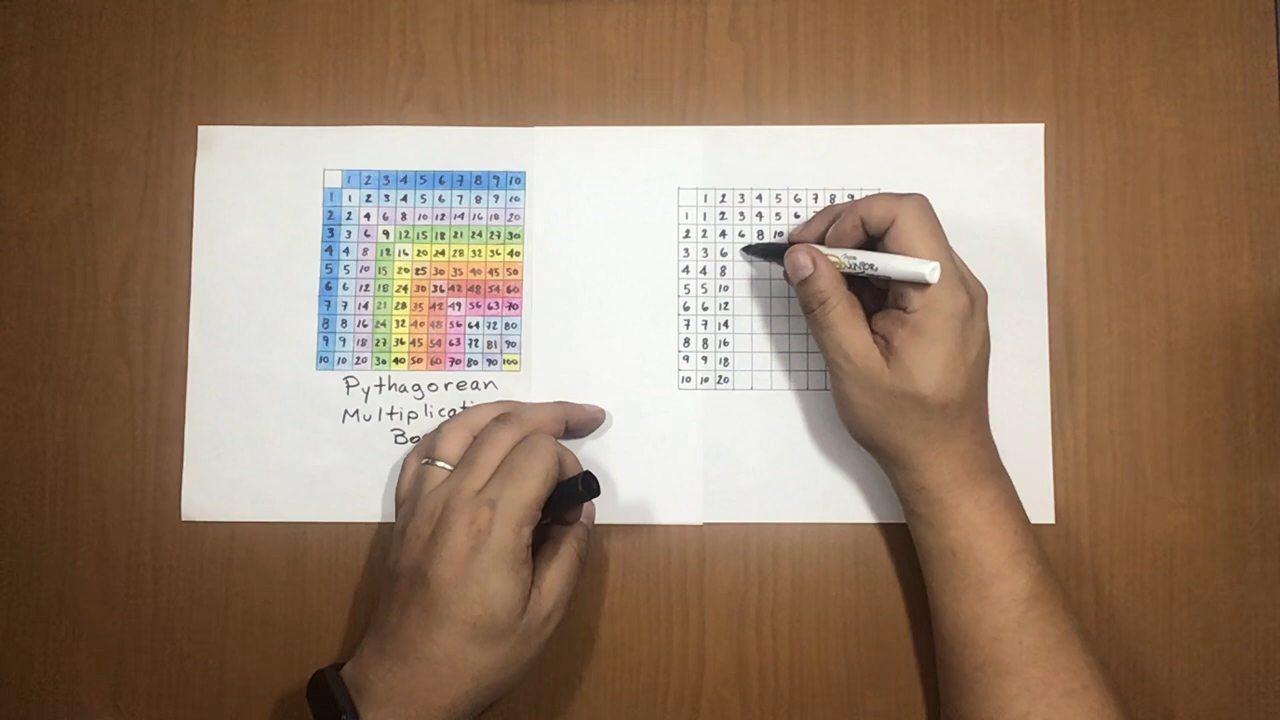 1 2 3 4 5 6 7 8 9 10
1 1 2 3 4 5 6 7 8 9 10
2 2 4 6 8 10 12 14 16 18 20
3 3 6 9 12 15 18 21 24 27 30
4 4 8 12 16 20 24 28 32 36 40
5 5 10 15 20 25 30 35 40 45 50
6 6 12 18 24 30 36 42 48 54 60
7 7 14 21 28 35 42 49 56 63 70
8 8 16 24 32 40 48 56 64 72 80
9 9 18 27 36 45 54 63 72 81 90
10 10 20 30 40 50 60 70 80 90 100
Pythagorean
Multiplicati
Bo
1 2 3 4 5 6 7 8 9
1 1 2 3 4 5 6
2 2 4 6 8 10
3 3 6
4 4 8
5 5 10
6 6 12
7 7 14
8 8 16
9 9 18
10 10 20